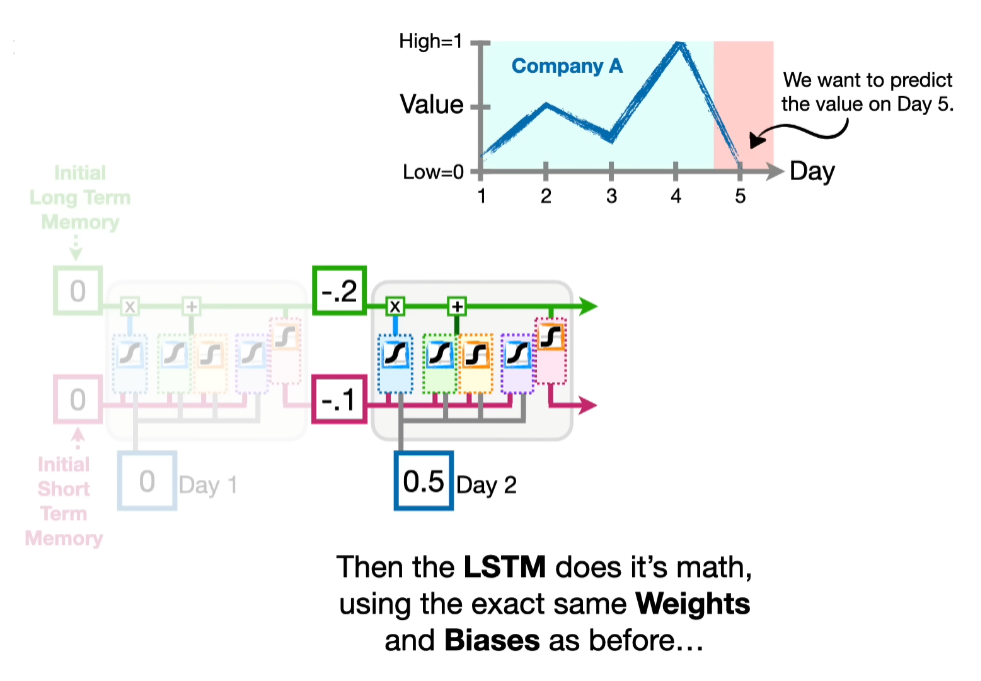 High=1
Company A
Value
We want to predict
the value on Day 5.
Low=0
Day
1 2 3 4 5
Initial
Long Term
Memory
0
-.2
x
+
x
+
0
-.1
Initial
Short
Term
Memory
0
Day 1
0.5
Day 2
Then the LSTM does it’s math,
using the exact same Weights
and Biases as before…